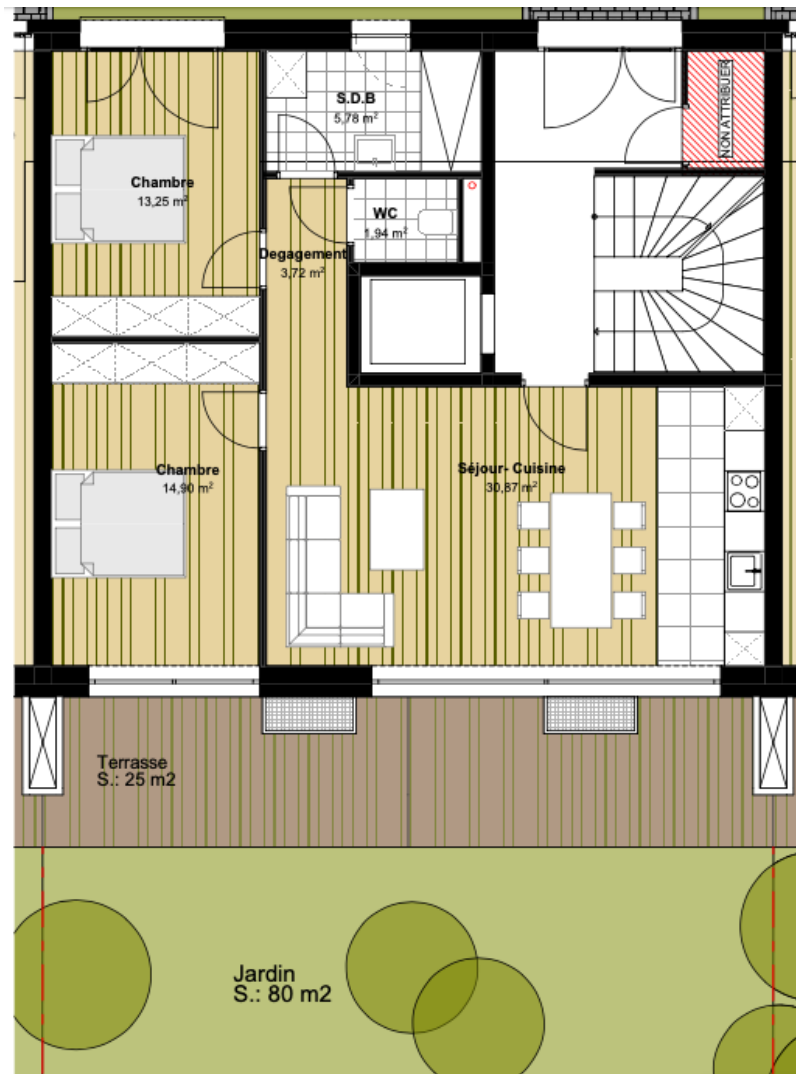 S.D.B
5,78 m²
NON ATTRIBUER
Chambre
13,25 m²
WC
1,94 m²
Degagement
3,72 m²
Chambre
14,90 m²
Séjour- Cuisine
30,87 m²
Terrasse
S.: 25 m2
Jardin
S.: 80 m2